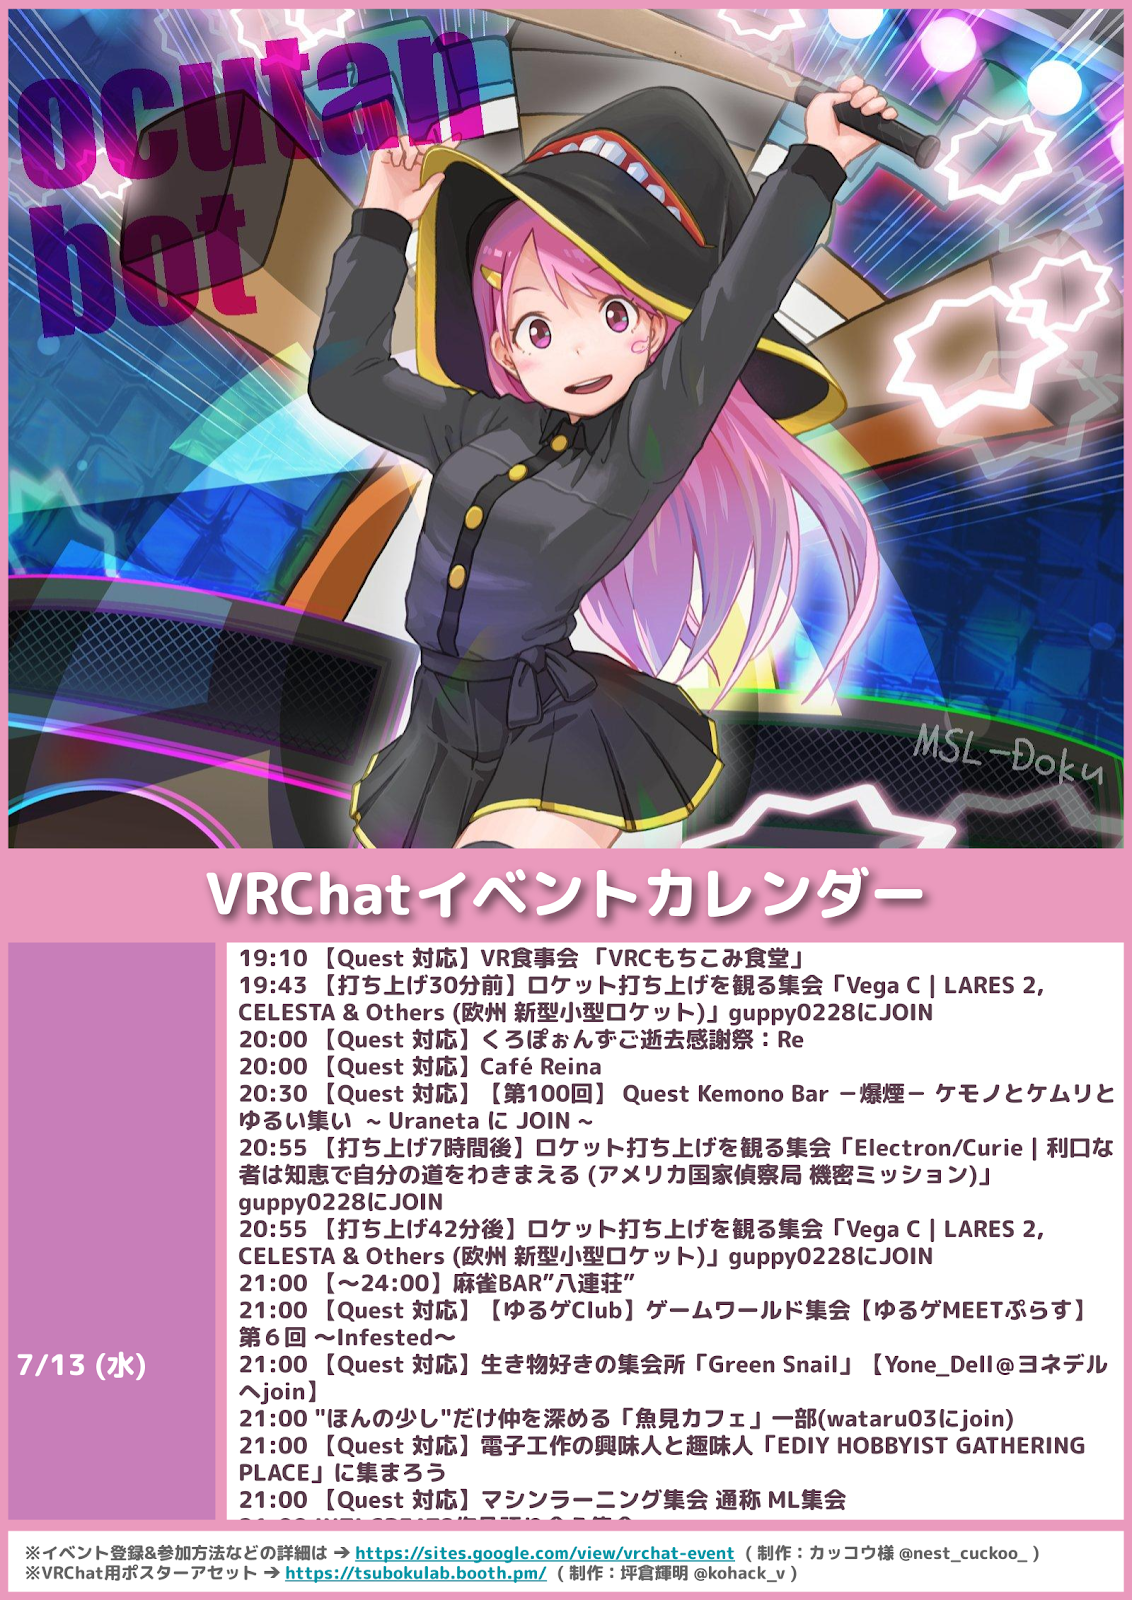 ocutan
bot
MSL-Doku
VRChatイベントカレンダー
7/13 (水)
19:10 【Quest 対応】VR食事会 「VRCもちこみ食堂」
19:43 【打ち上げ30分前】ロケット打ち上げを観る集会「Vega C | LARES 2,
CELESTA & Others (欧州 新型小型ロケット)」guppy0228にJOIN
20:00 【Quest 対応】くろぽぉんずご逝去感謝祭：Re
20:00 【Quest 対応】Café Reina
20:30 【Quest 対応】【第100回】 Quest Kemono Bar －爆煙－ ケモノとケムリと
ゆるい集い ~ Uraneta に JOIN ~
20:55 【打ち上げ7時間後】ロケット打ち上げを観る集会「Electron/Curie | 利口な
者は知恵で自分の道をわきまえる (アメリカ国家偵察局 機密ミッション)」
guppy0228にJOIN
20:55 【打ち上げ42分後】ロケット打ち上げを観る集会「Vega C | LARES 2,
CELESTA & Others (欧州 新型小型ロケット)」guppy0228にJOIN
21:00 【～24:00】麻雀BAR”八連荘”
21:00 【Quest 対応】【ゆるゲClub】ゲームワールド集会【ゆるゲMEETぷらす】
第６回 ～Infested～
21:00 【Quest 対応】生き物好きの集会所「Green Snail」【Yone_Dell＠ヨネデル
へjoin】
21:00 "ほんの少し"だけ仲を深める「魚見カフェ」一部(wataru03にjoin)
21:00 【Quest 対応】電子工作の興味人と趣味人「EDIY HOBBYIST GATHERING
PLACE」に集まろう
21:00 【Quest 対応】マシンラーニング集会 通称 ML集会
※イベント登録&参加方法などの詳細は → https://sites.google.com/view/vrchat-event ( 制作：カッコウ様 @nest_cuckoo_ )
※VRChat用ポスターアセット → https://tsubokulab.booth.pm/ ( 制作：坪倉輝明 @kohack_v )